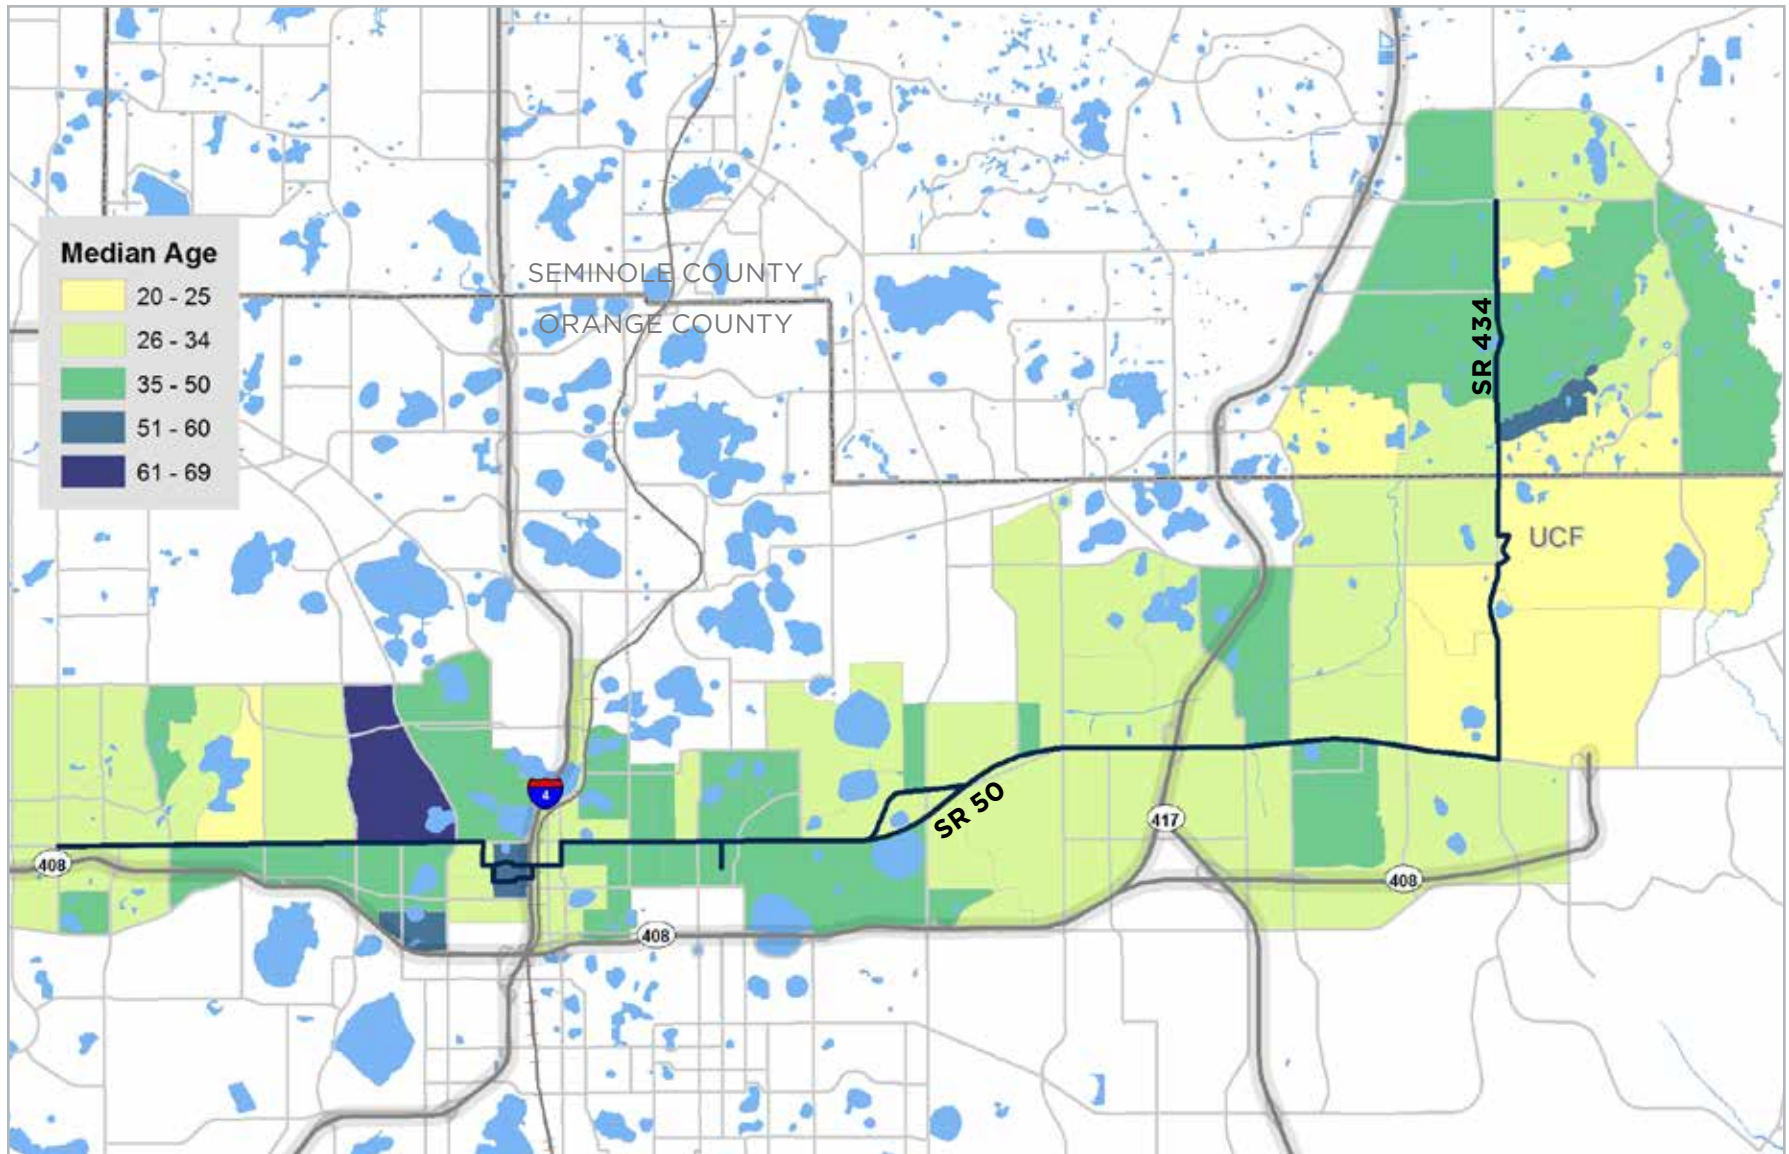 SEMINOLE COUNTY
ORANGE COUNTY
Median Age
20 - 25
26 - 34
35 - 50
51 - 60
61 - 69
SR 434
UCF
4
SR 50
417
408
408
408